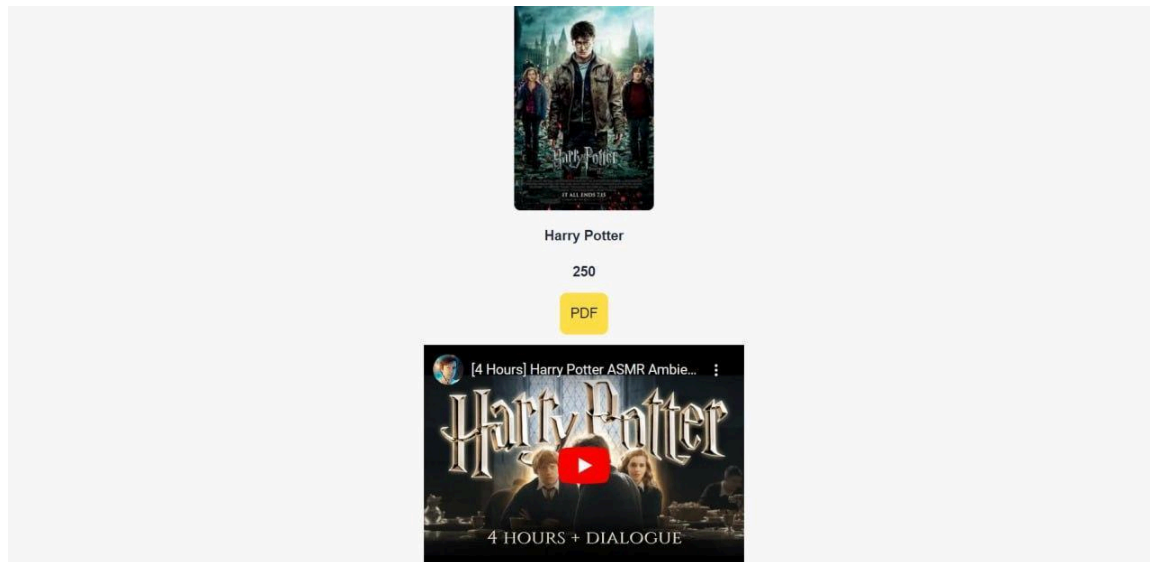 Harry Potter
IT ALL ENDS 7.15
Harry Potter
250
PDF
[4 Hours] Harry Potter ASMR Ambie...
Harry Potter
4 HOURS + DIALOGUE